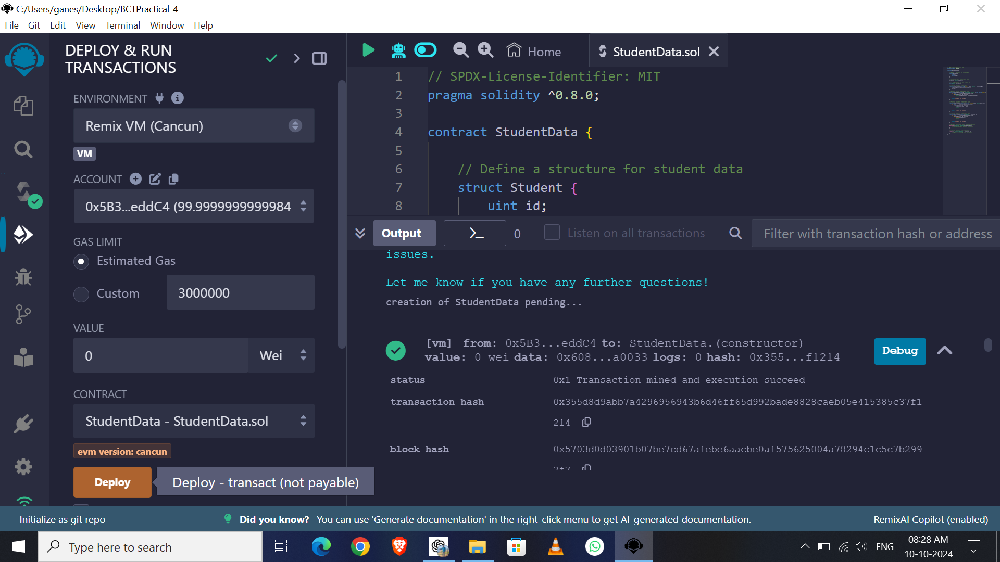 C:/Users/ganes/Desktop/BCTPractical_4
File Git Edit View Terminal Window Help
DEPLOY & RUN
TRANSACTIONS
ENVIRONMENT
Remix VM (Cancun)
VM
ACCOUNT
0x5B3...eddC4 (99.9999999999984
GAS LIMIT
Estimated Gas
Custom 3000000
VALUE
0 Wei
CONTRACT
StudentData - StudentData.sol
evm version: cancun
Deploy
Deploy - transact (not payable)
Home
StudentData.sol
1 // SPDX-License-Identifier: MIT
2 pragma solidity ^0.8.0;
3
4 contract StudentData {
5
6 // Define a structure for student data
7 struct Student {
8 uint id;
Output >_ 0 Listen on all transactions Filter with transaction hash or address
issues.
Let me know if you have any further questions!
creation of StudentData pending...
[vm] from: 0x5B3...eddC4 to: StudentData.(constructor)
value: 0 wei data: 0x608...a0033 logs: 0 hash: 0x355...f1214
Debug
status 0x1 Transaction mined and execution succeed
transaction hash 0x355d8d9abb7a4296956943b6d46ff65d992bade8828caeb05e415385c37f1
214
block hash 0x5703d0d03901b07be7cd67afebe6aacbe0af575625004a78294c1c5c7b299
2f7
Initialize as git repo
Did you know? You can use 'Generate documentation' in the right-click menu to get AI-generated documentation.
RemixAI Copilot (enabled)
Type here to search
ENG
08:28 AM
10-10-2024